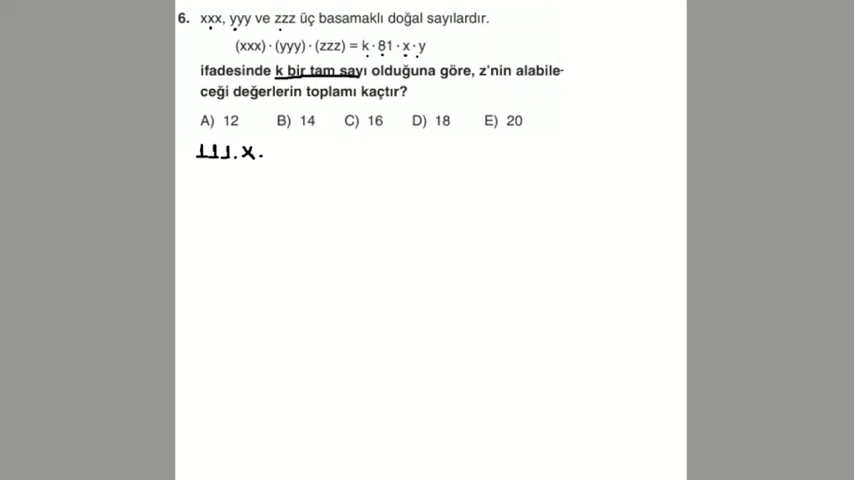 6. xxx, yyy ve zzz üç basamaklı doğal sayılardır.
(xxx) · (yyy) · (zzz) = k · 81 · x · y
ifadesinde k bir tam sayı olduğuna göre, z'nin alabile-
ceği değerlerin toplamı kaçtır?
A) 12 B) 14 C) 16 D) 18 E) 20
111.x.